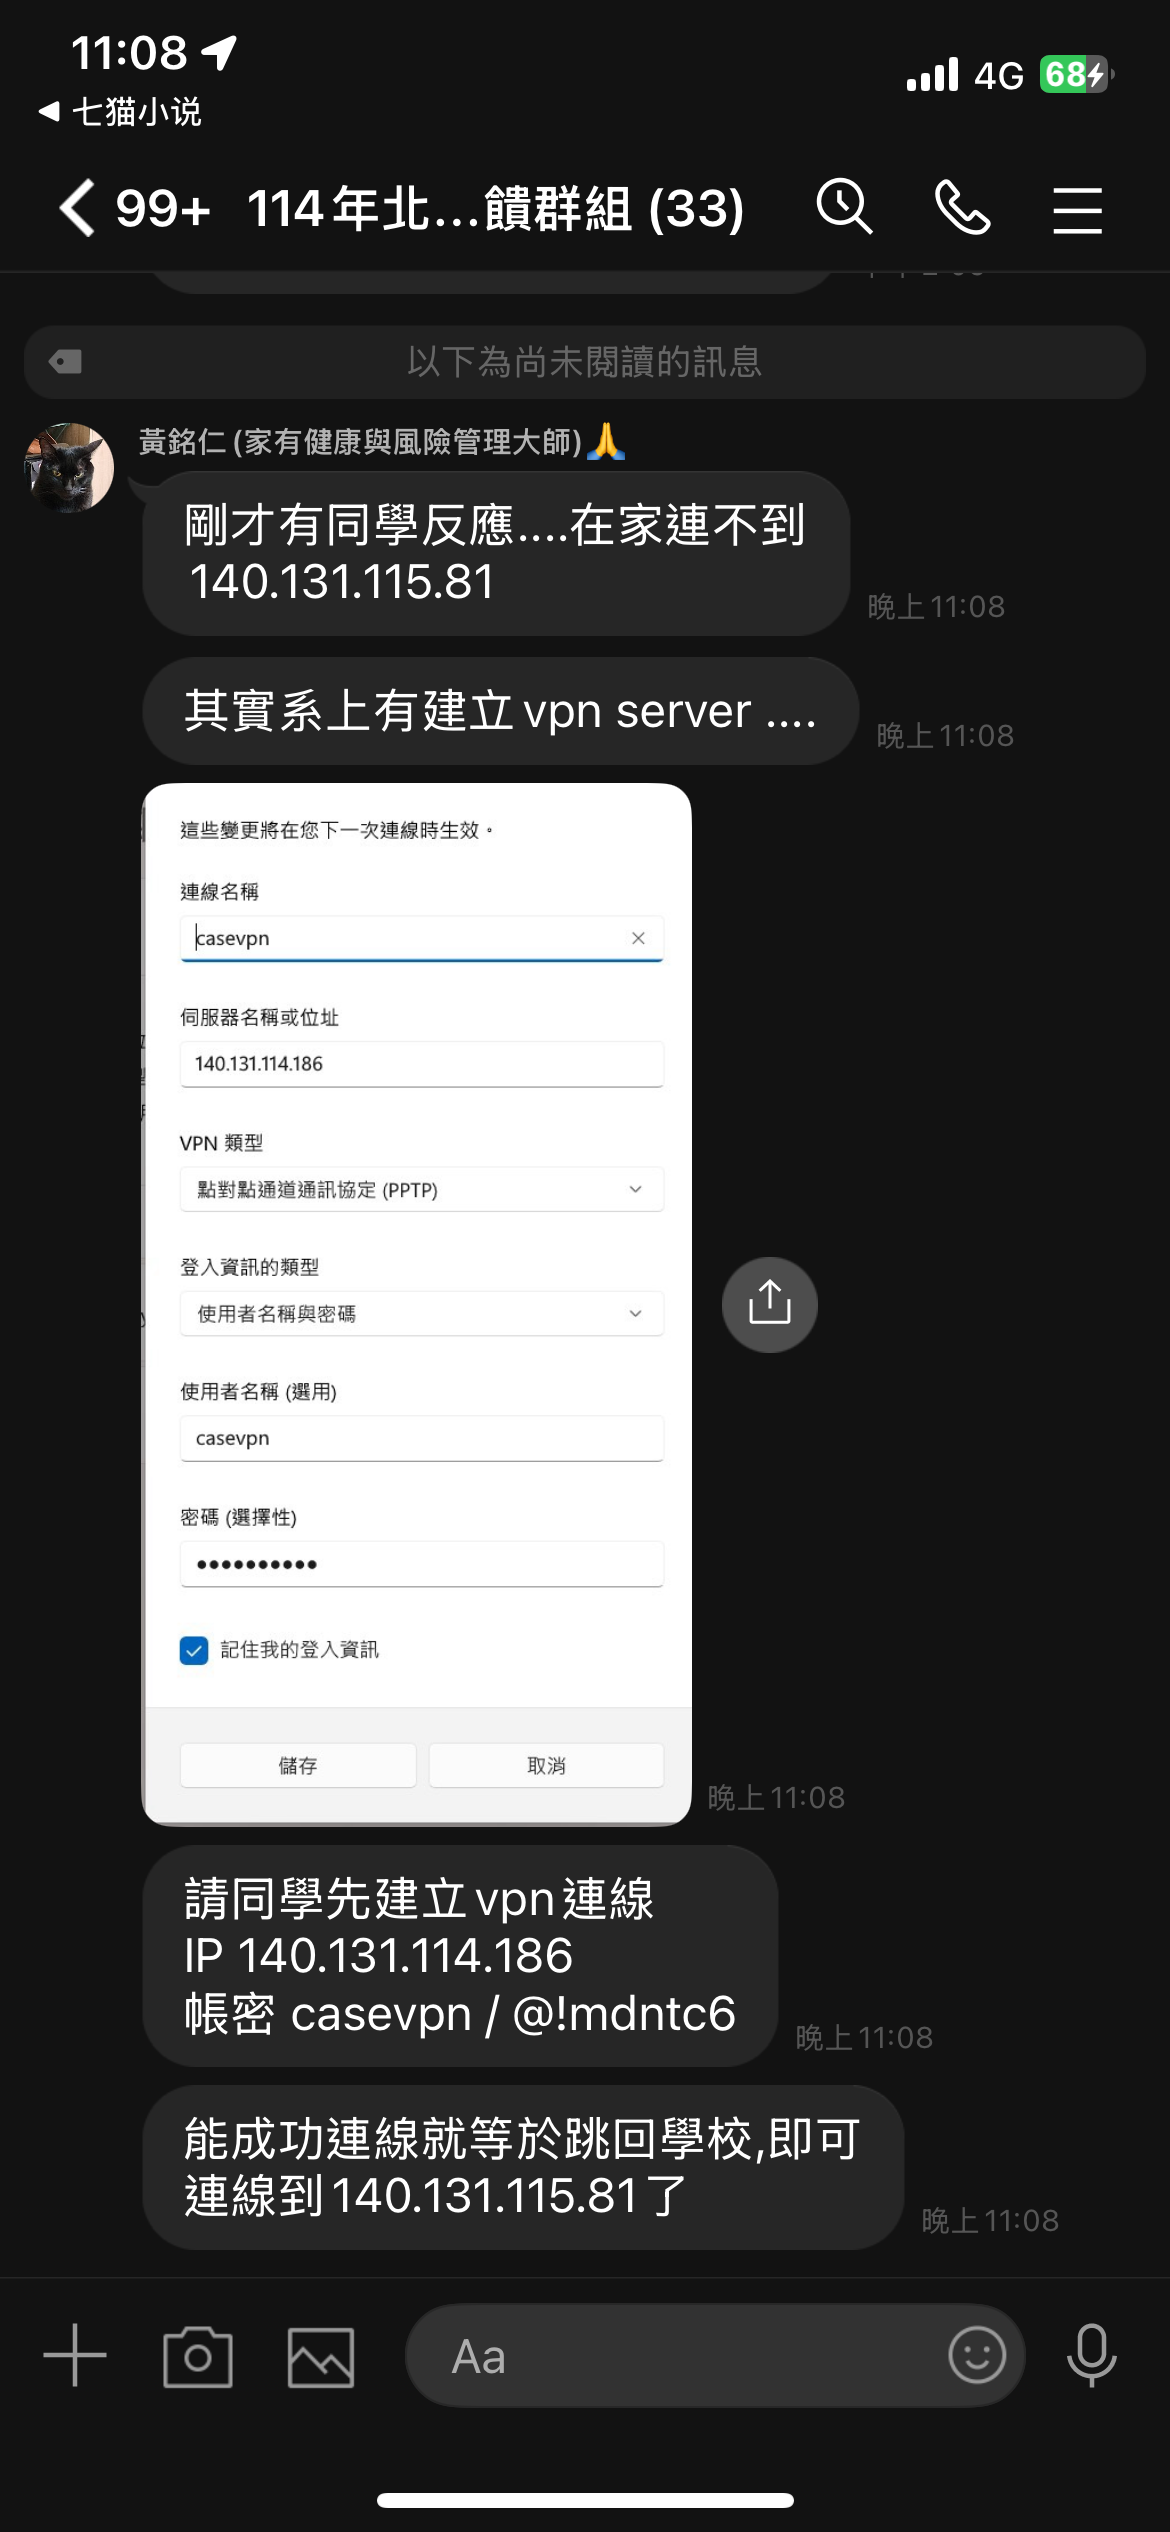 11:08
4G 68
七猫小说
99+ 114年北...饋群組 (33)
以下為尚未閱讀的訊息
黃銘仁(家有健康與風險管理大師)🙏
剛才有同學反應....在家連不到
140.131.115.81
晚上11:08
其實系上有建立vpn server ....
晚上11:08
這些變更將在您下一次連線時生效。
連線名稱
casevpn
伺服器名稱或位址
140.131.114.186
VPN 類型
點對點通道通訊協定 (PPTP)
登入資訊的類型
使用者名稱與密碼
使用者名稱 (選用)
casevpn
密碼 (選擇性)
••••••••••
記住我的登入資訊
儲存
取消
晚上11:08
請同學先建立vpn連線
IP 140.131.114.186
帳密 casevpn / @!mdntc6
晚上11:08
能成功連線就等於跳回學校,即可
連線到140.131.115.81了
晚上11:08
Aa